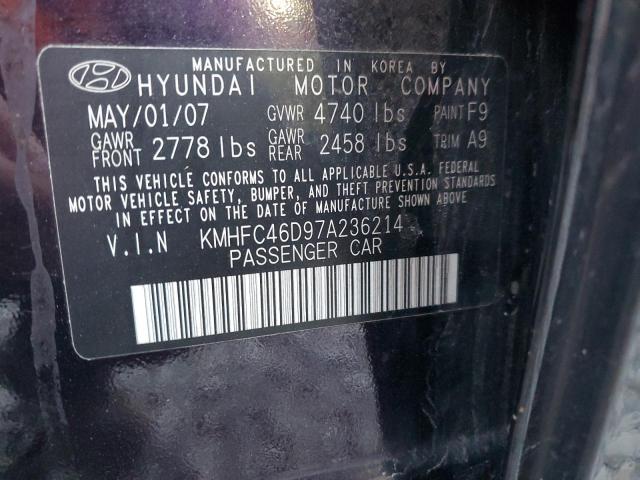 MANUFACTURED IN KOREA BY
HYUNDAI MOTOR COMPANY
MAY/01/07 GVWR 4740 lbs PAINT F9
GAWR FRONT 2778 lbs GAWR REAR 2458 lbs TRIM A9
THIS VEHICLE CONFORMS TO ALL APPLICABLE U.S.A. FEDERAL
MOTOR VEHICLE SAFETY, BUMPER, AND THEFT PREVENTION STANDARDS
IN EFFECT ON THE DATE OF MANUFACTURE SHOWN ABOVE.
V.I.N KMHFC46D97A236214
PASSENGER CAR